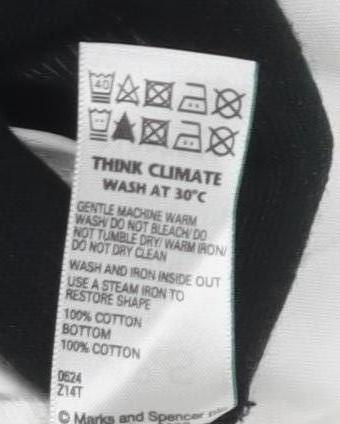 40
THINK CLIMATE
WASH AT 30°C
GENTLE MACHINE WARM
WASH/ DO NOT BLEACH/ DO
NOT TUMBLE DRY/ WARM IRON/
DO NOT DRY CLEAN
WASH AND IRON INSIDE OUT
USE A STEAM IRON TO
RESTORE SHAPE
100% COTTON
BOTTOM
100% COTTON
0624
Z14T
© Marks and Spencer plc